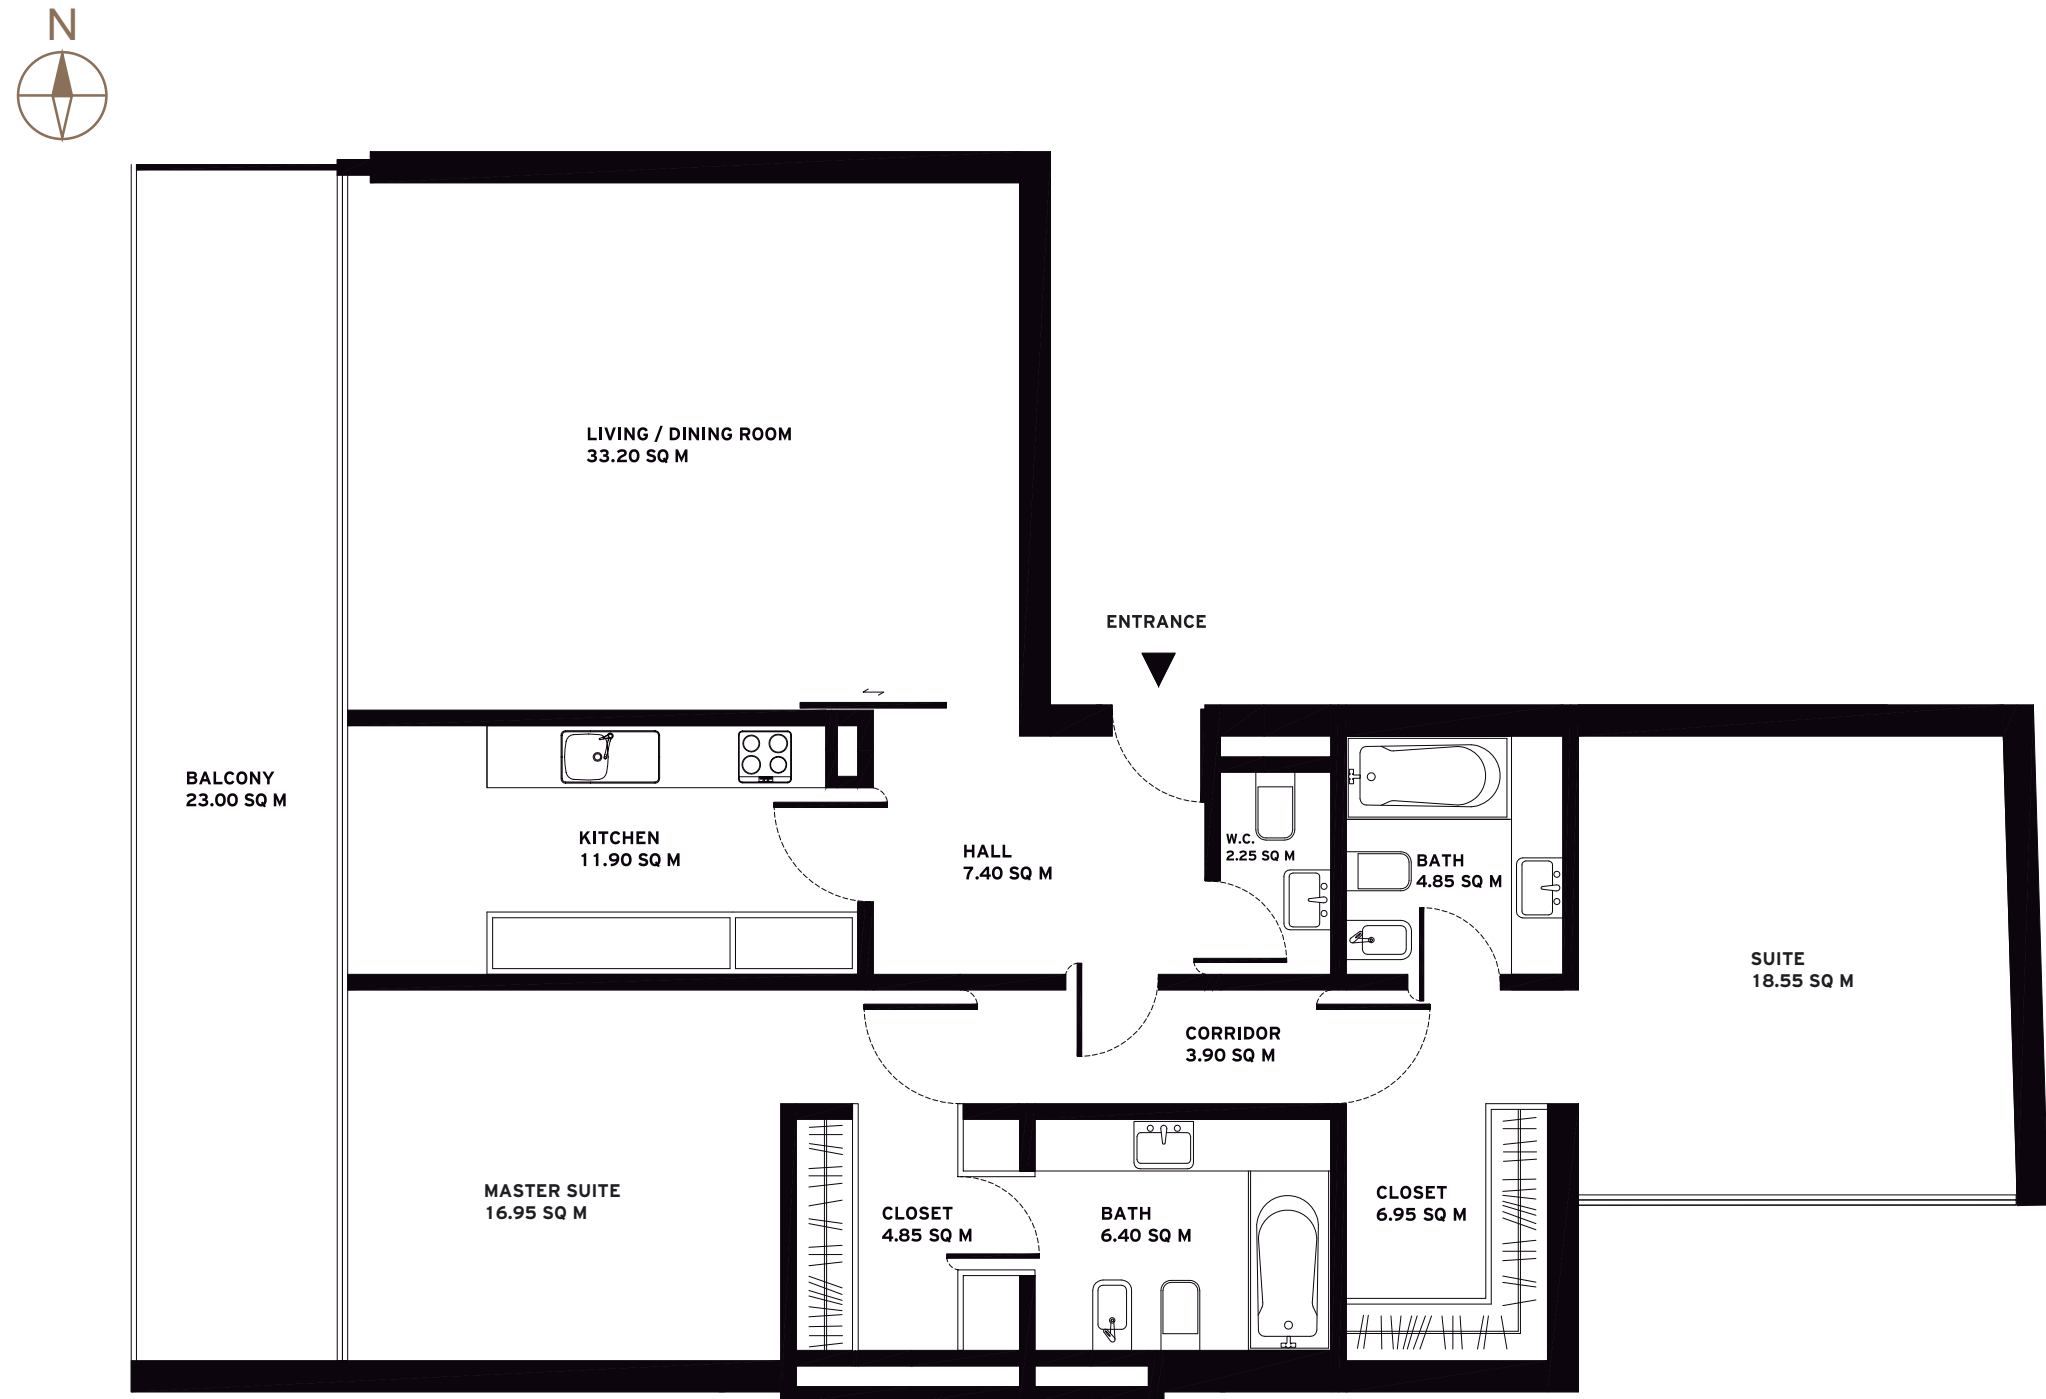 N
LIVING / DINING ROOM
33.20 SQ M
ENTRANCE
BALCONY
23.00 SQ M
KITCHEN
11.90 SQ M
HALL
7.40 SQ M
W.C.
2.25 SQ M
BATH
4.85 SQ M
SUITE
18.55 SQ M
CORRIDOR
3.90 SQ M
MASTER SUITE
16.95 SQ M
CLOSET
4.85 SQ M
BATH
6.40 SQ M
CLOSET
6.95 SQ M